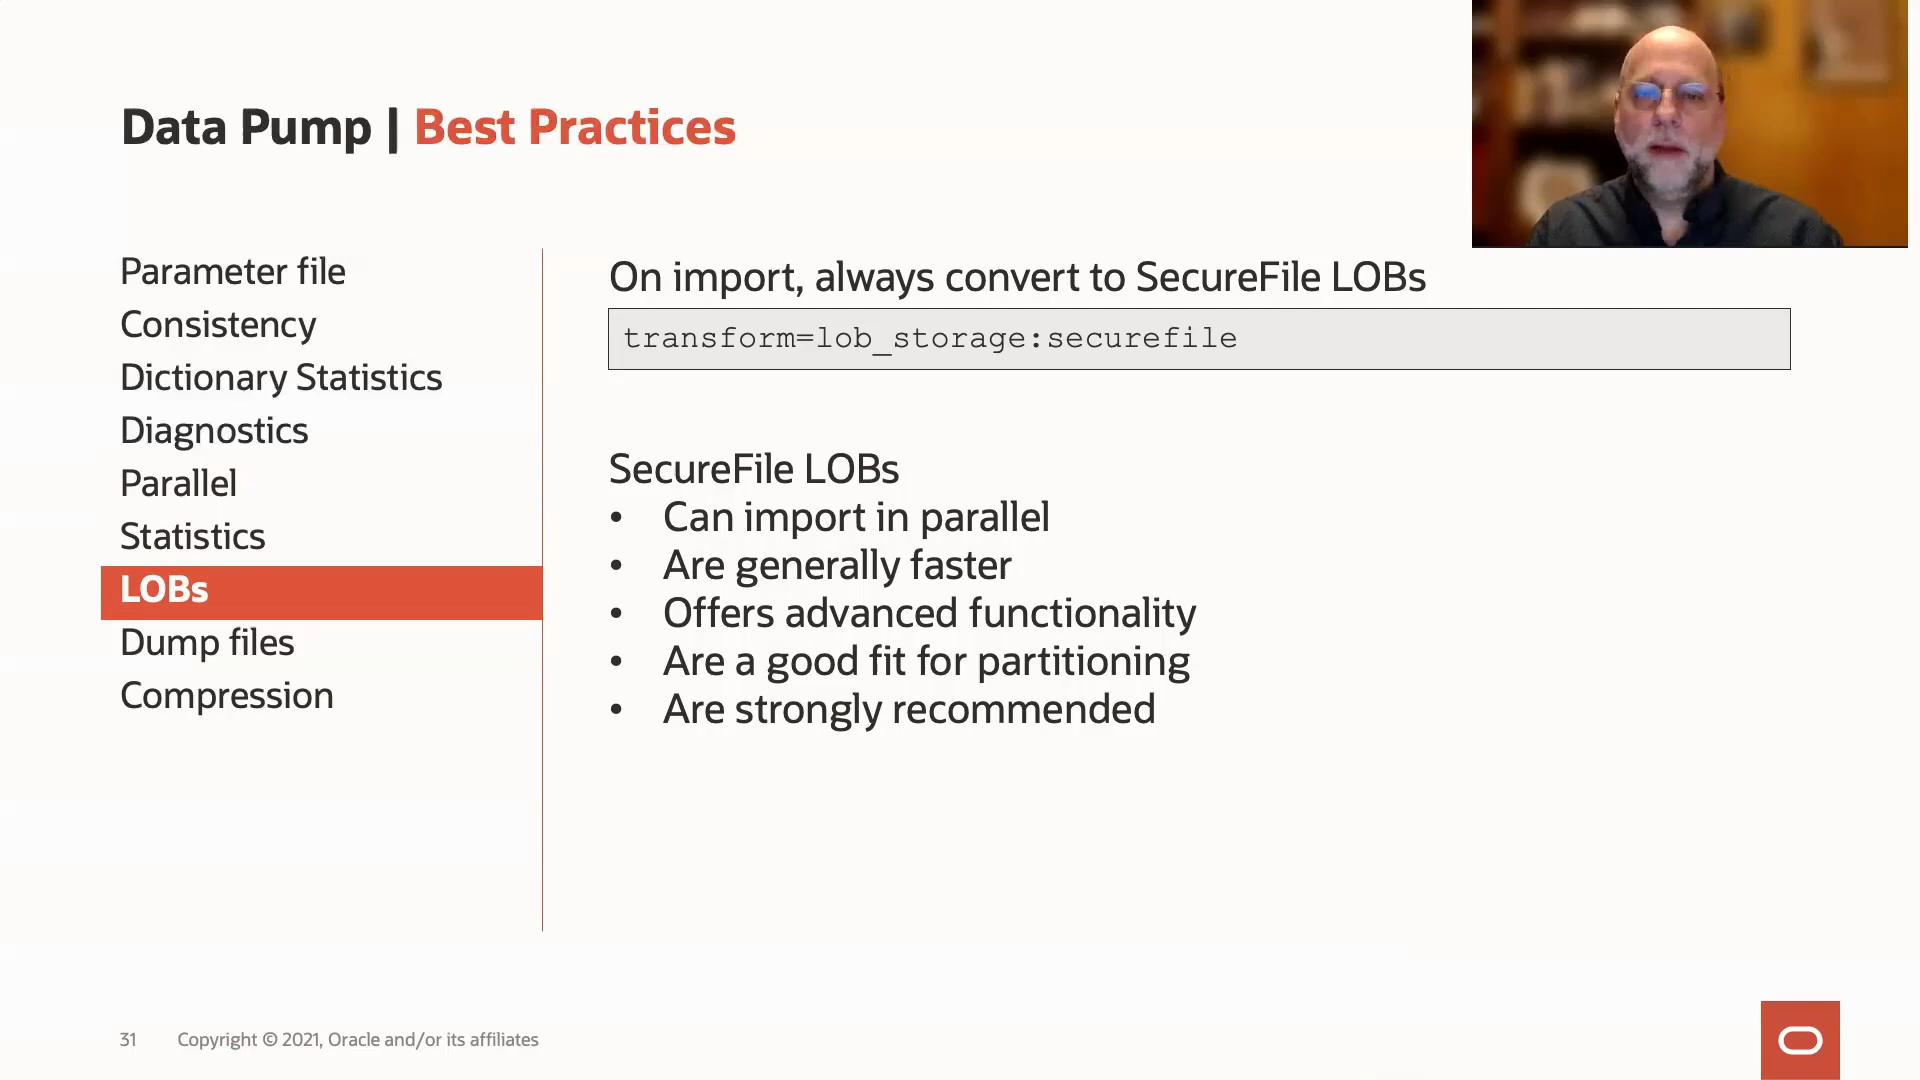 Data Pump | Best Practices
Parameter file
Consistency
Dictionary Statistics
Diagnostics
Parallel
Statistics
LOBs
Dump files
Compression
On import, always convert to SecureFile LOBs
transform=lob_storage:securefile
SecureFile LOBs
• Can import in parallel
• Are generally faster
• Offers advanced functionality
• Are a good fit for partitioning
• Are strongly recommended
31 Copyright © 2021, Oracle and/or its affiliates